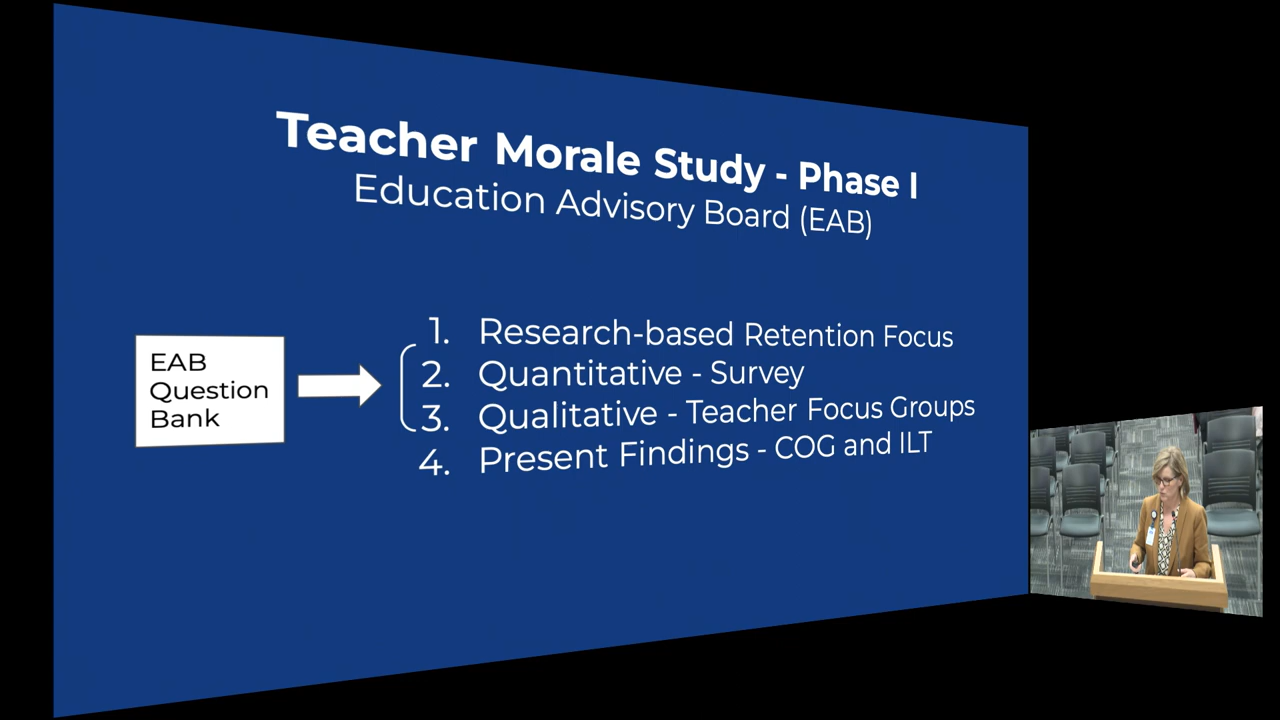 Teacher Morale Study - Phase I
Education Advisory Board (EAB)
EAB
Question
Bank
1. Research-based Retention Focus
2. Quantitative - Survey
3. Qualitative - Teacher Focus Groups
4. Present Findings - COG and ILT